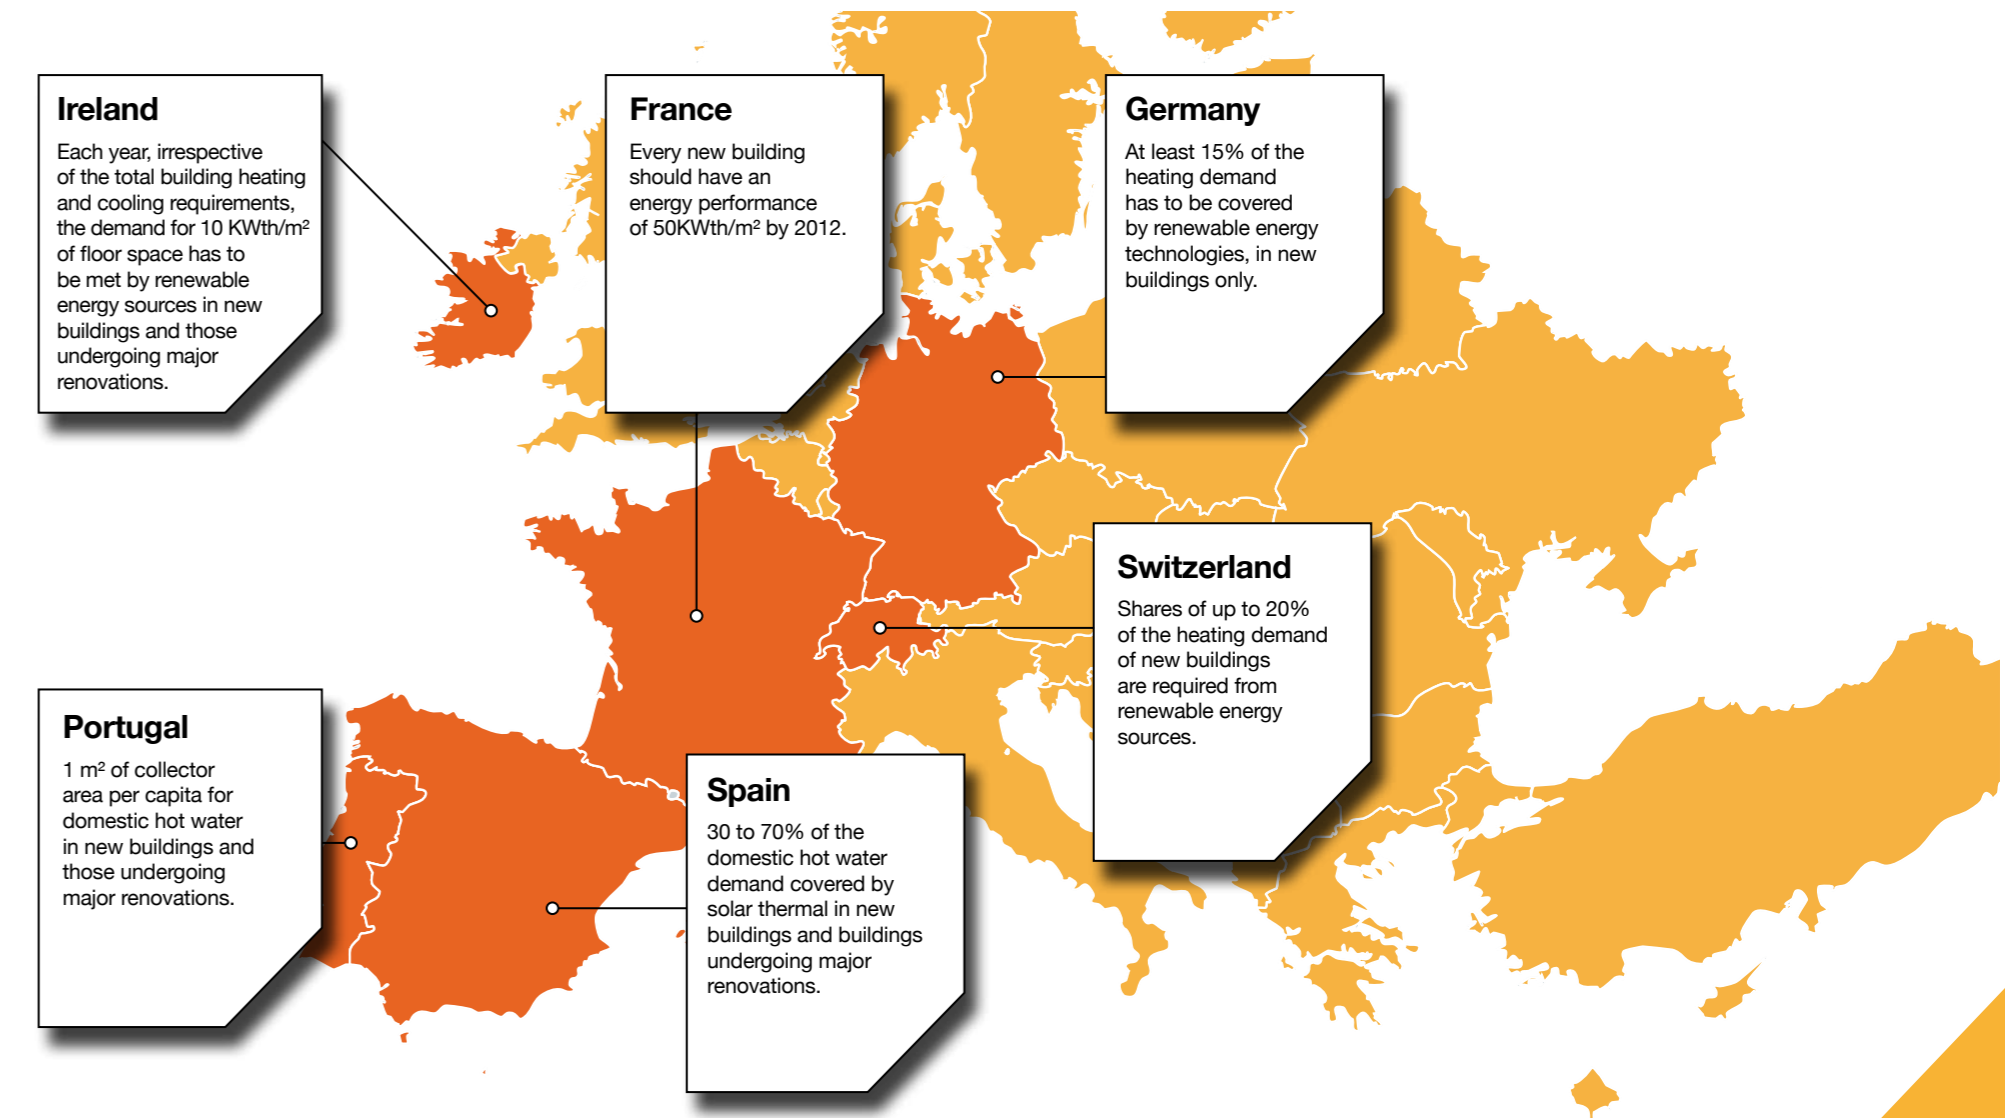 Ireland
Each year, irrespective
of the total building heating
and cooling requirements,
the demand for 10 KWth/m²
of floor space has to
be met by renewable
energy sources in new
buildings and those
undergoing major
renovations.
France
Every new building
should have an
energy performance
of 50KWth/m² by 2012.
Germany
At least 15% of the
heating demand
has to be covered
by renewable energy
technologies, in new
buildings only.
Switzerland
Shares of up to 20%
of the heating demand
of new buildings
are required from
renewable energy
sources.
Portugal
1 m² of collector
area per capita for
domestic hot water
in new buildings and
those undergoing
major renovations.
Spain
30 to 70% of the
domestic hot water
demand covered by
solar thermal in new
buildings and buildings
undergoing major
renovations.